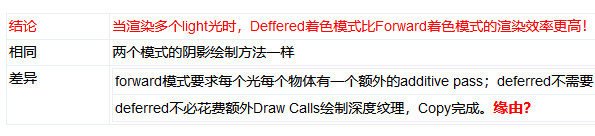 结论 当渲染多个light光时，Deffered着色模式比Forward着色模式的渲染效率更高！
相同 两个模式的阴影绘制方法一样
差异 forward模式要求每个光每个物体有一个额外的additive pass；deferred不需要
deferred不必花费额外Draw Calls绘制深度纹理，Copy完成。缘由？